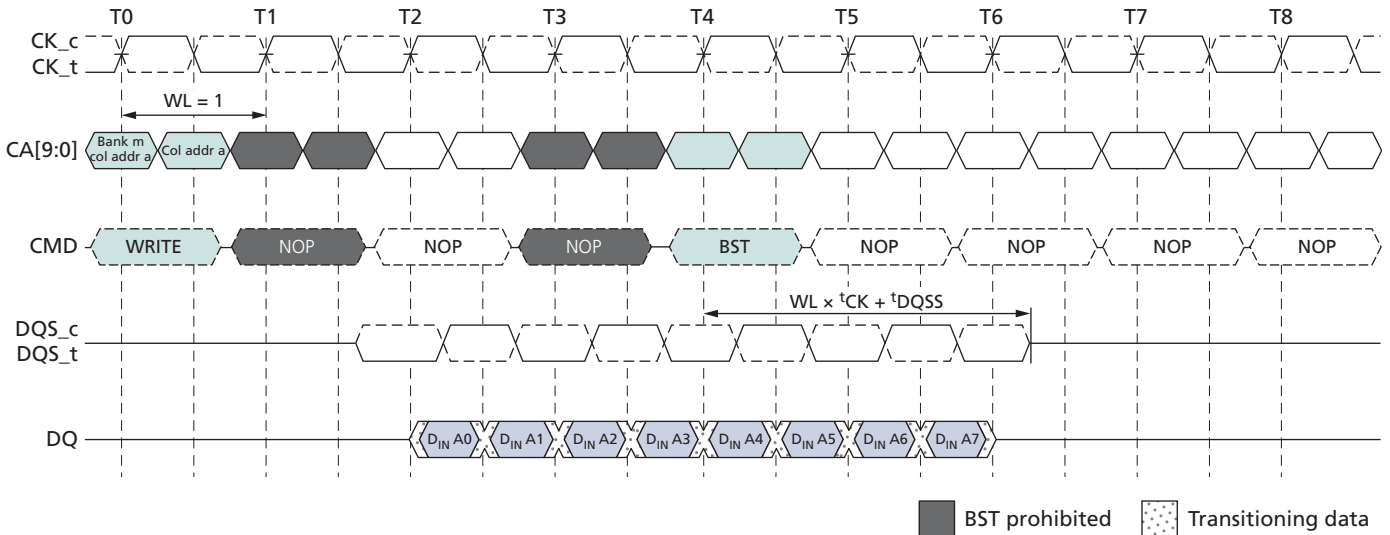 T0 T1 T2 T3 T4 T5 T6 T7 T8
CK_c
CK_t
WL = 1
CA[9:0] Bank m col addr a Col addr a
CMD WRITE NOP NOP NOP BST NOP NOP NOP NOP
WL × tCK + tDQSS
DQS_c
DQS_t
DQ DIN A0 DIN A1 DIN A2 DIN A3 DIN A4 DIN A5 DIN A6 DIN A7
BST prohibited Transitioning data